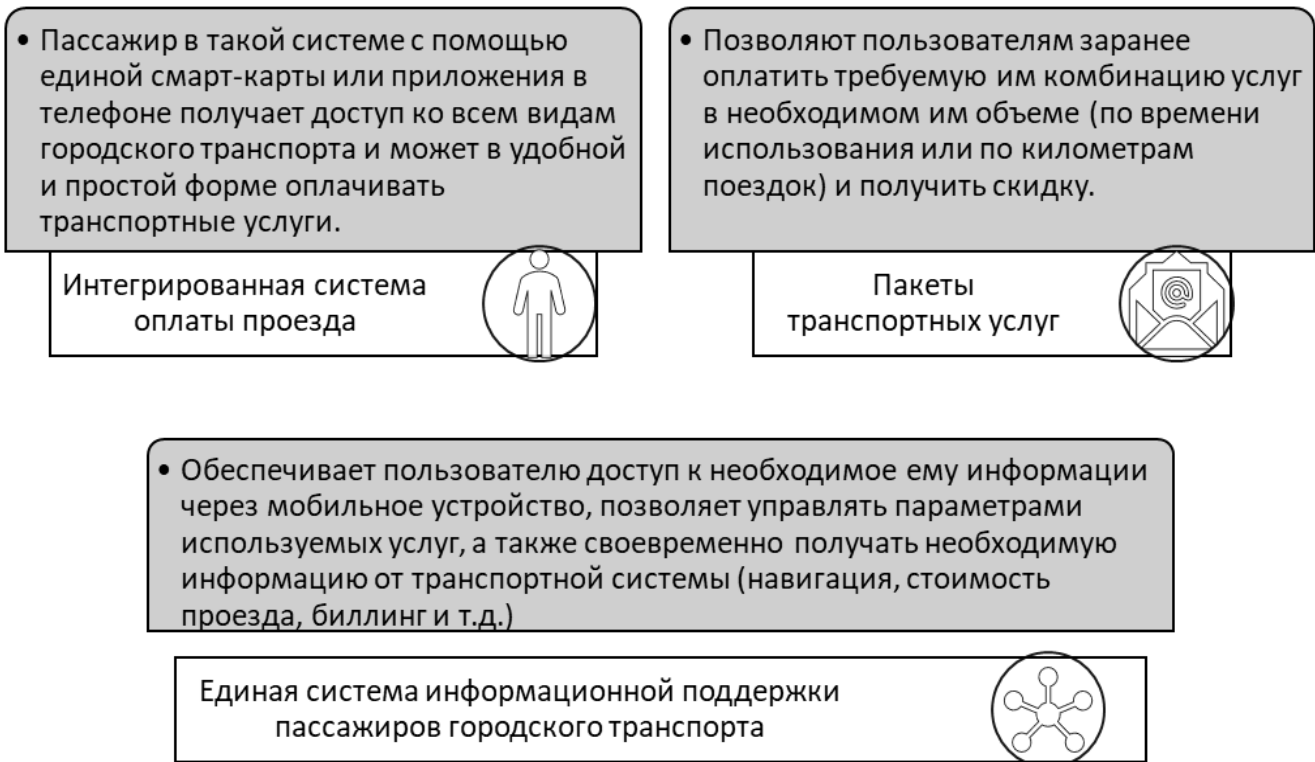 • Пассажир в такой системе с помощью
единой смарт-карты или приложения в
телефоне получает доступ ко всем видам
городского транспорта и может в удобной
и простой форме оплачивать
транспортные услуги.
Интегрированная система
оплаты проезда
• Позволяют пользователям заранее
оплатить требуемую им комбинацию услуг
в необходимом им объеме (по времени
использования или по километрам
поездок) и получить скидку.
Пакеты
транспортных услуг
@
• Обеспечивает пользователю доступ к необходимое ему информации
через мобильное устройство, позволяет управлять параметрами
используемых услуг, а также своевременно получать необходимую
информацию от транспортной системы (навигация, стоимость
проезда, биллинг и т.д.)
Единая система информационной поддержки
пассажиров городского транспорта